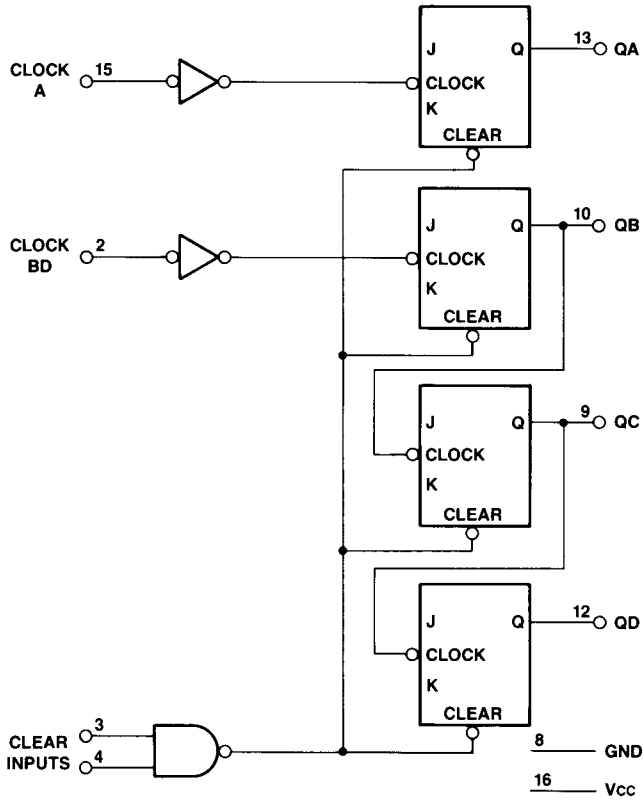 J Q 13 QA
CLOCK A 15
CLOCK
K
CLEAR
J Q 10 QB
CLOCK BD 2
CLOCK
K
CLEAR
J Q 9 QC
CLOCK
K
CLEAR
J Q 12 QD
CLOCK
K
CLEAR
CLEAR INPUTS 3
4
8 GND
16 VCC